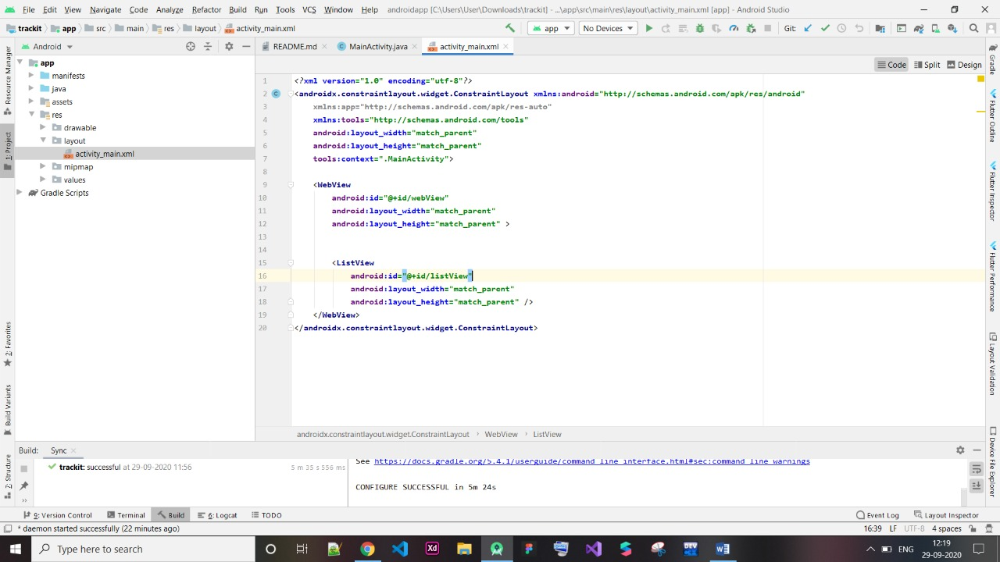 File Edit View Navigate Code Analyze Refactor Build Run Tools VCS Window Help androidapp [C:\Users\User\Downloads\trackit] - ...\app\src\main\res\layout\activity_main.xml [app] - Android Studio
trackit app src main res layout activity_main.xml app No Devices Git:
Android README.md MainActivity.java activity_main.xml
Code Split Design
app
manifests
java
assets
res
drawable
layout
activity_main.xml
mipmap
values
Gradle Scripts
Resource Manager
1: Project
2: Favorites
Build Variants
Z: Structure
1 <?xml version="1.0" encoding="utf-8"?>
2 <androidx.constraintlayout.widget.ConstraintLayout xmlns:android="http://schemas.android.com/apk/res/android"
3 xmlns:app="http://schemas.android.com/apk/res-auto"
4 xmlns:tools="http://schemas.android.com/tools"
5 android:layout_width="match_parent"
6 android:layout_height="match_parent"
7 tools:context=".MainActivity">
8
9 <WebView
10 android:id="@+id/webView"
11 android:layout_width="match_parent"
12 android:layout_height="match_parent" >
13
14
15 <ListView
16 android:id="@+id/listView"
17 android:layout_width="match_parent"
18 android:layout_height="match_parent" />
19 </WebView>
20 </androidx.constraintlayout.widget.ConstraintLayout>
androidx.constraintlayout.widget.ConstraintLayout › WebView › ListView
Gradle
Flutter Outline
Flutter Inspector
Flutter Performance
Layout Validation
Device File Explorer
Build: Sync
trackit: successful at 29-09-2020 11:56 5 m 35 s 556 ms
See https://docs.gradle.org/5.4.1/userguide/command_line_interface.html#sec:command_line_warnings
CONFIGURE SUCCESSFUL in 5m 24s
9: Version Control Terminal Build 6: Logcat TODO Event Log Layout Inspector
* daemon started successfully (22 minutes ago) 16:39 LF UTF-8 4 spaces
Type here to search Xd DEV ENG 12:19
29-09-2020